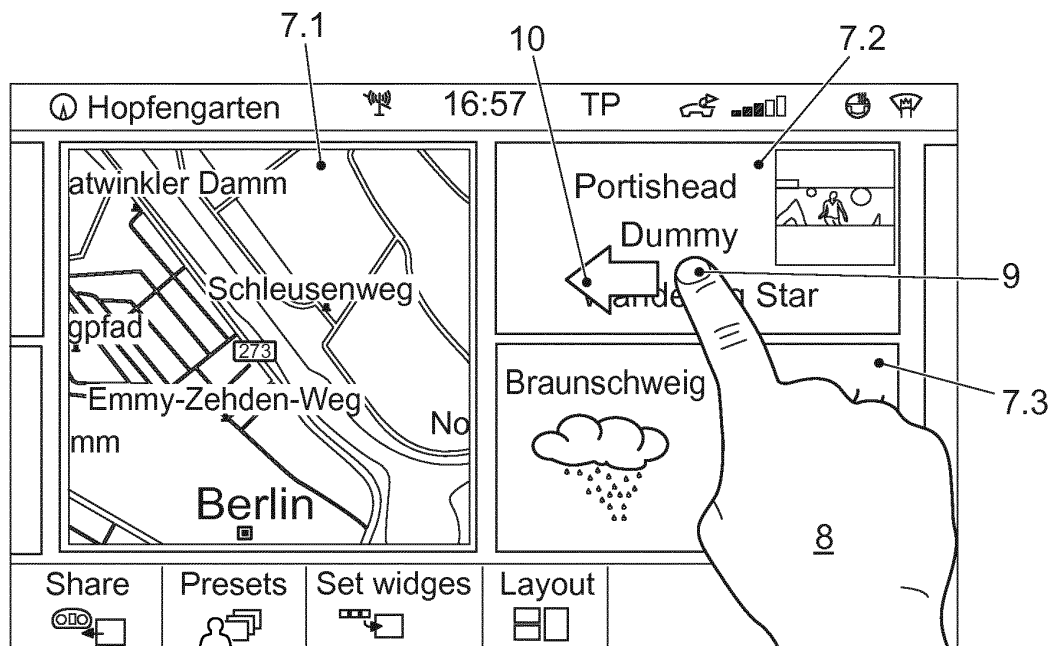 7.1
10
7.2
Hopfengarten 16:57 TP
atwinkler Damm
Schleusenweg
gpfad
273
Emmy-Zehden-Weg
No
mm
Berlin
Portishead
Dummy
Star
9
Braunschweig
7.3
8
Share
Presets
Set widges
Layout